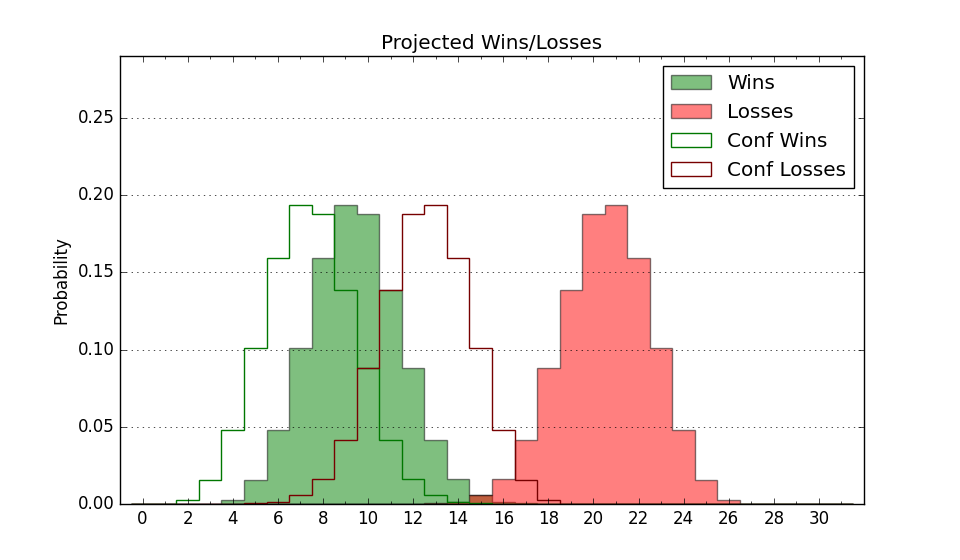 Projected Wins/Losses
Wins
Losses
Conf Wins
Conf Losses
Probability
0.25
0.20
0.15
0.10
0.05
0.00
0 2 4 6 8 10 12 14 16 18 20 22 24 26 28 30